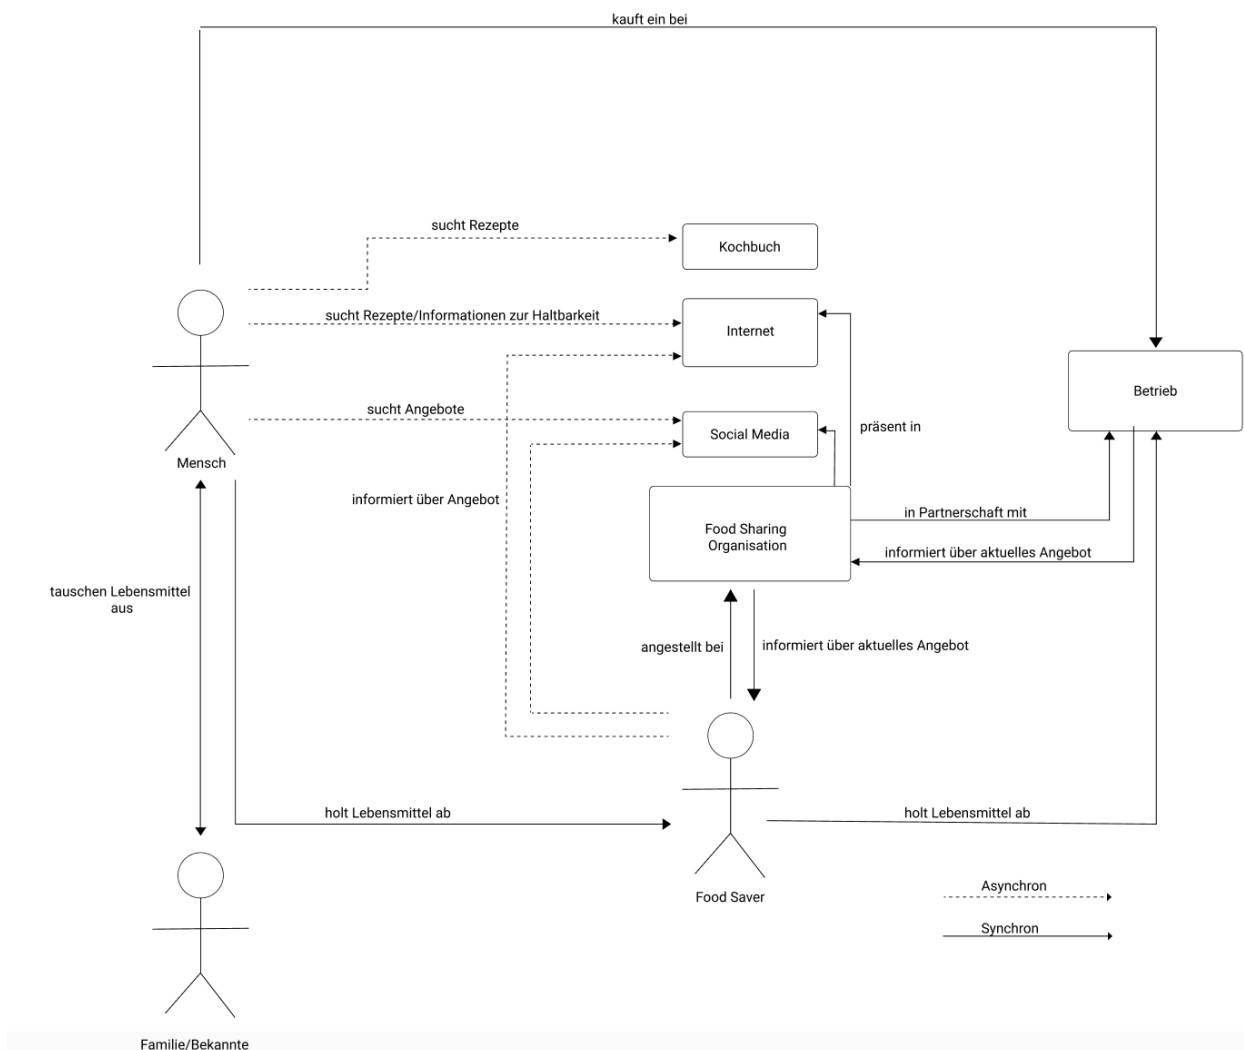 kauft ein bei
sucht Rezepte
Kochbuch
sucht Rezepte/Informationen zur Haltbarkeit
Internet
Betrieb
sucht Angebote
Social Media
präsent in
Mensch
informiert über Angebot
in Partnerschaft mit
Food Sharing
Organisation
informiert über aktuelles Angebot
tauschen Lebensmittel
aus
angestellt bei
informiert über aktuelles Angebot
holt Lebensmittel ab
holt Lebensmittel ab
Food Saver
Asynchron
Synchron
Familie/Bekannte